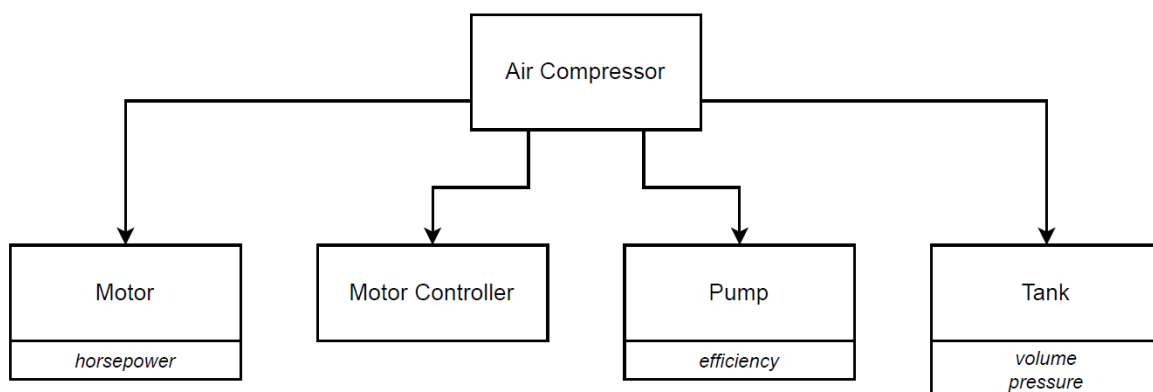 Air Compressor
Motor
Motor Controller
Pump
Tank
horsepower
efficiency
volume
pressure